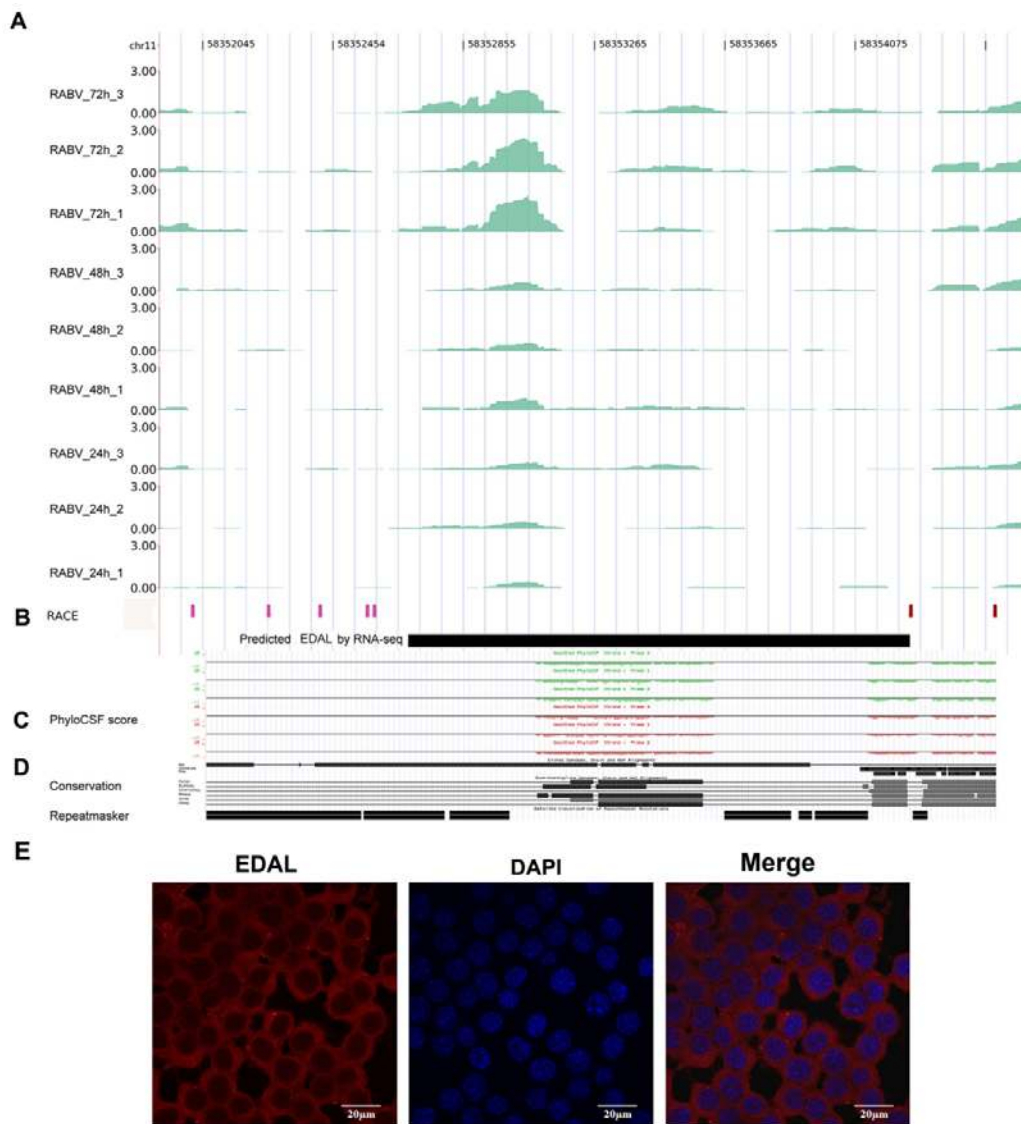 A
chr11 | 58352045 | 58352454 | 58352855 | 58353265 | 58353665 | 58354075 |
3.00
RABV_72h_3
0.00
3.00
RABV_72h_2
0.00
3.00
RABV_72h_1
0.00
3.00
RABV_48h_3
0.00
3.00
RABV_48h_2
0.00
3.00
RABV_48h_1
0.00
3.00
RABV_24h_3
0.00
3.00
RABV_24h_2
0.00
3.00
RABV_24h_1
0.00
B RACE
Predicted EDAL by RNA-seq
C PhyloCSF score
D
Conservation
Repeatmasker
E
EDAL DAPI Merge
20µm 20µm 20µm